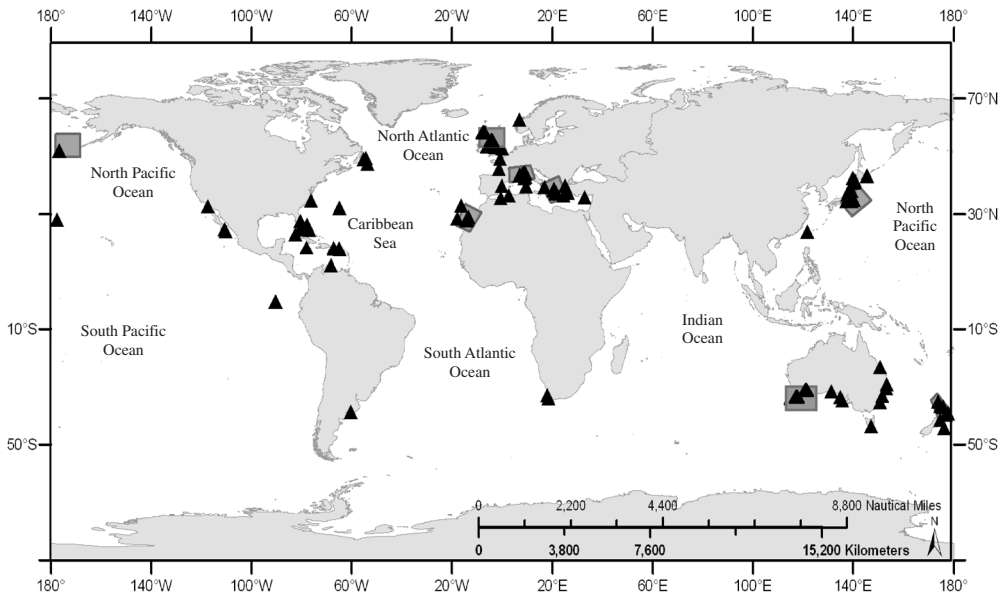 180° 140°W 100°W 60°W 20°W 20°E 60°E 100°E 140°E 180°
70°N
North Atlantic
Ocean
North Pacific
Ocean
Caribbean
Sea
30°N
North
Pacific
Ocean
10°S
10°S
South Pacific
Ocean
Indian
Ocean
South Atlantic
Ocean
50°S
50°S
0 2,200 4,400 8,800 Nautical Miles
N
0 3,800 7,600 15,200 Kilometers
180° 140°W 100°W 60°W 20°W 20°E 60°E 100°E 140°E 180°